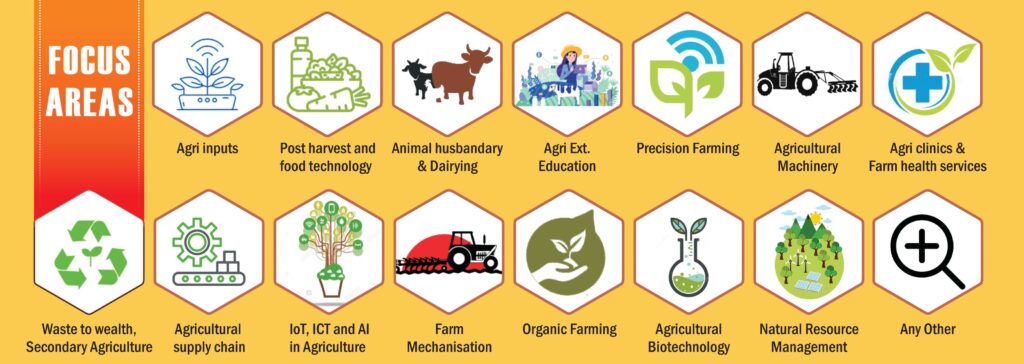 FOCUS
AREAS
Agri inputs
Post harvest and
food technology
Animal husbandary
& Dairying
Agri Ext.
Education
Precision Farming
Agricultural
Machinery
Agri clinics &
Farm health services
Waste to wealth,
Secondary Agriculture
Agricultural
supply chain
IoT, ICT and AI
in Agriculture
Farm
Mechanisation
Organic Farming
Agricultural
Biotechnology
Natural Resource
Management
Any Other